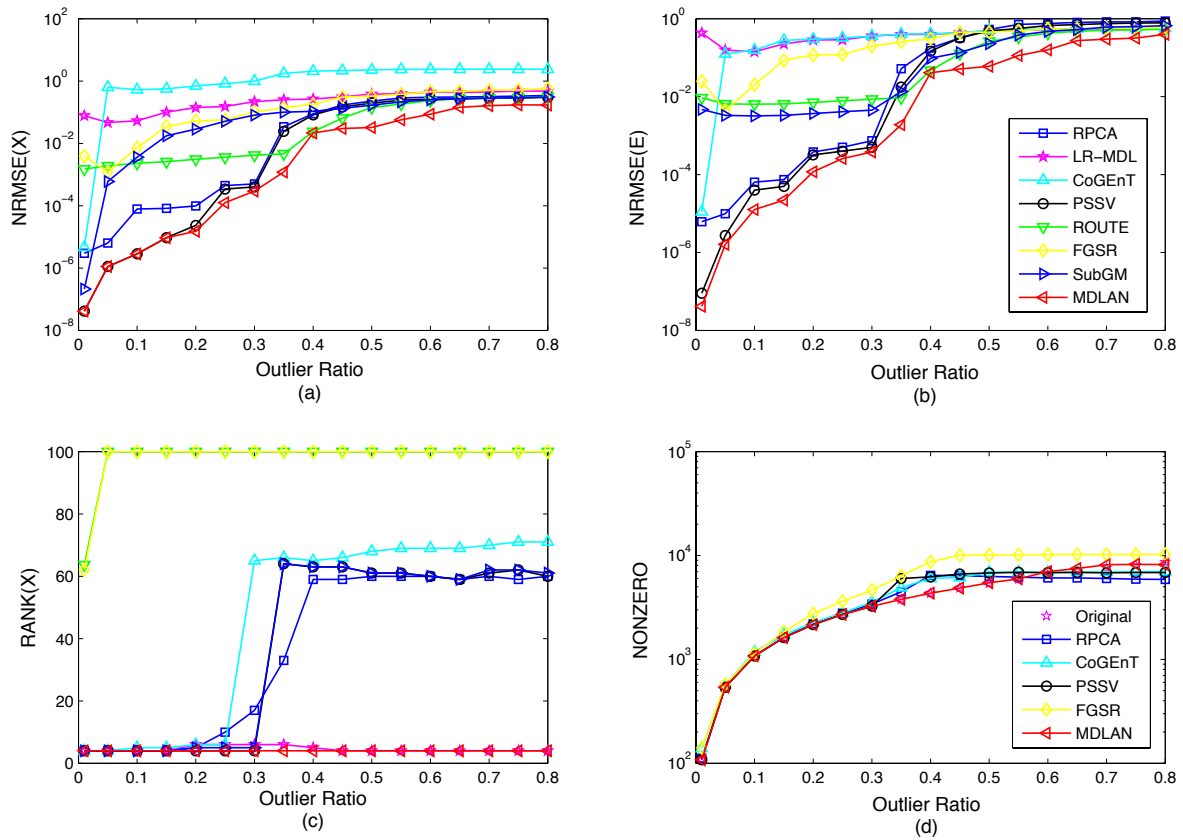 NRMSE(X)
10^2
10^0
10^-2
10^-4
10^-6
10^-8
0 0.1 0.2 0.3 0.4 0.5 0.6 0.7 0.8
Outlier Ratio
(a)
NRMSE(E)
10^0
10^-2
10^-4
10^-6
10^-8
RPCA
LR-MDL
CoGEnT
PSSV
ROUTE
FGSR
SubGM
MDLAN
0 0.1 0.2 0.3 0.4 0.5 0.6 0.7 0.8
Outlier Ratio
(b)
RANK(X)
100
80
60
40
20
0
0 0.1 0.2 0.3 0.4 0.5 0.6 0.7 0.8
Outlier Ratio
(c)
NONZERO
10^5
10^4
10^3
10^2
Original
RPCA
CoGEnT
PSSV
FGSR
MDLAN
0 0.1 0.2 0.3 0.4 0.5 0.6 0.7 0.8
Outlier Ratio
(d)